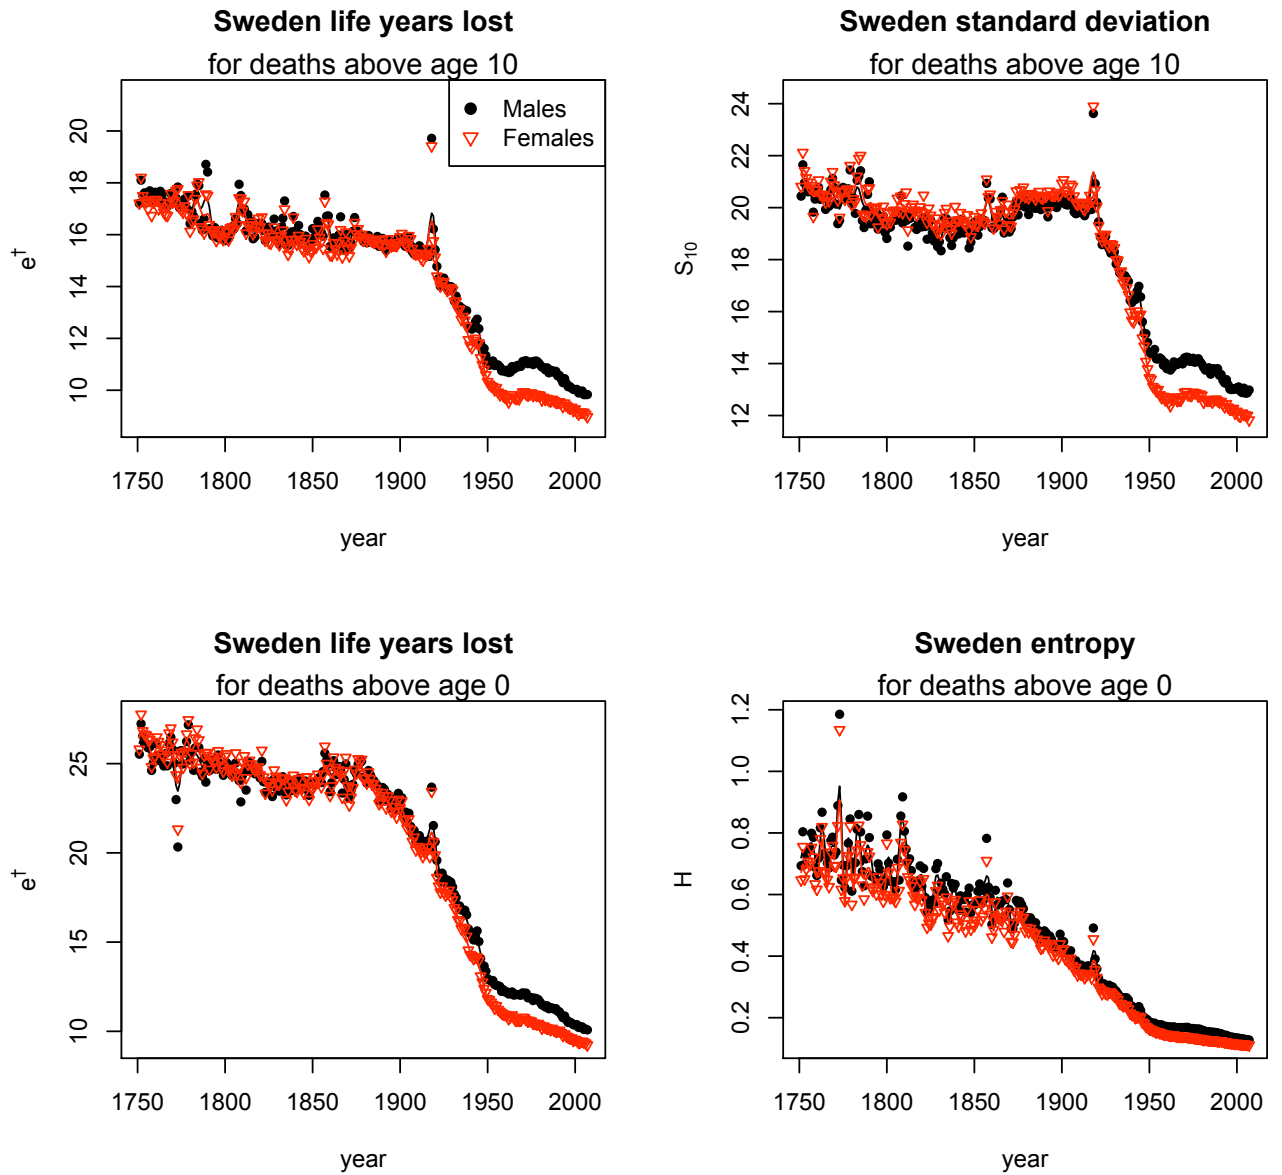 Sweden life years lost
for deaths above age 10
Males
Females
20
18
16
14
12
10
e†
1750 1800 1850 1900 1950 2000
year
Sweden standard deviation
for deaths above age 10
24
22
20
18
16
14
12
S10
1750 1800 1850 1900 1950 2000
year
Sweden life years lost
for deaths above age 0
25
20
15
10
e†
1750 1800 1850 1900 1950 2000
year
Sweden entropy
for deaths above age 0
1.2
1.0
0.8
0.6
0.4
0.2
H
1750 1800 1850 1900 1950 2000
year